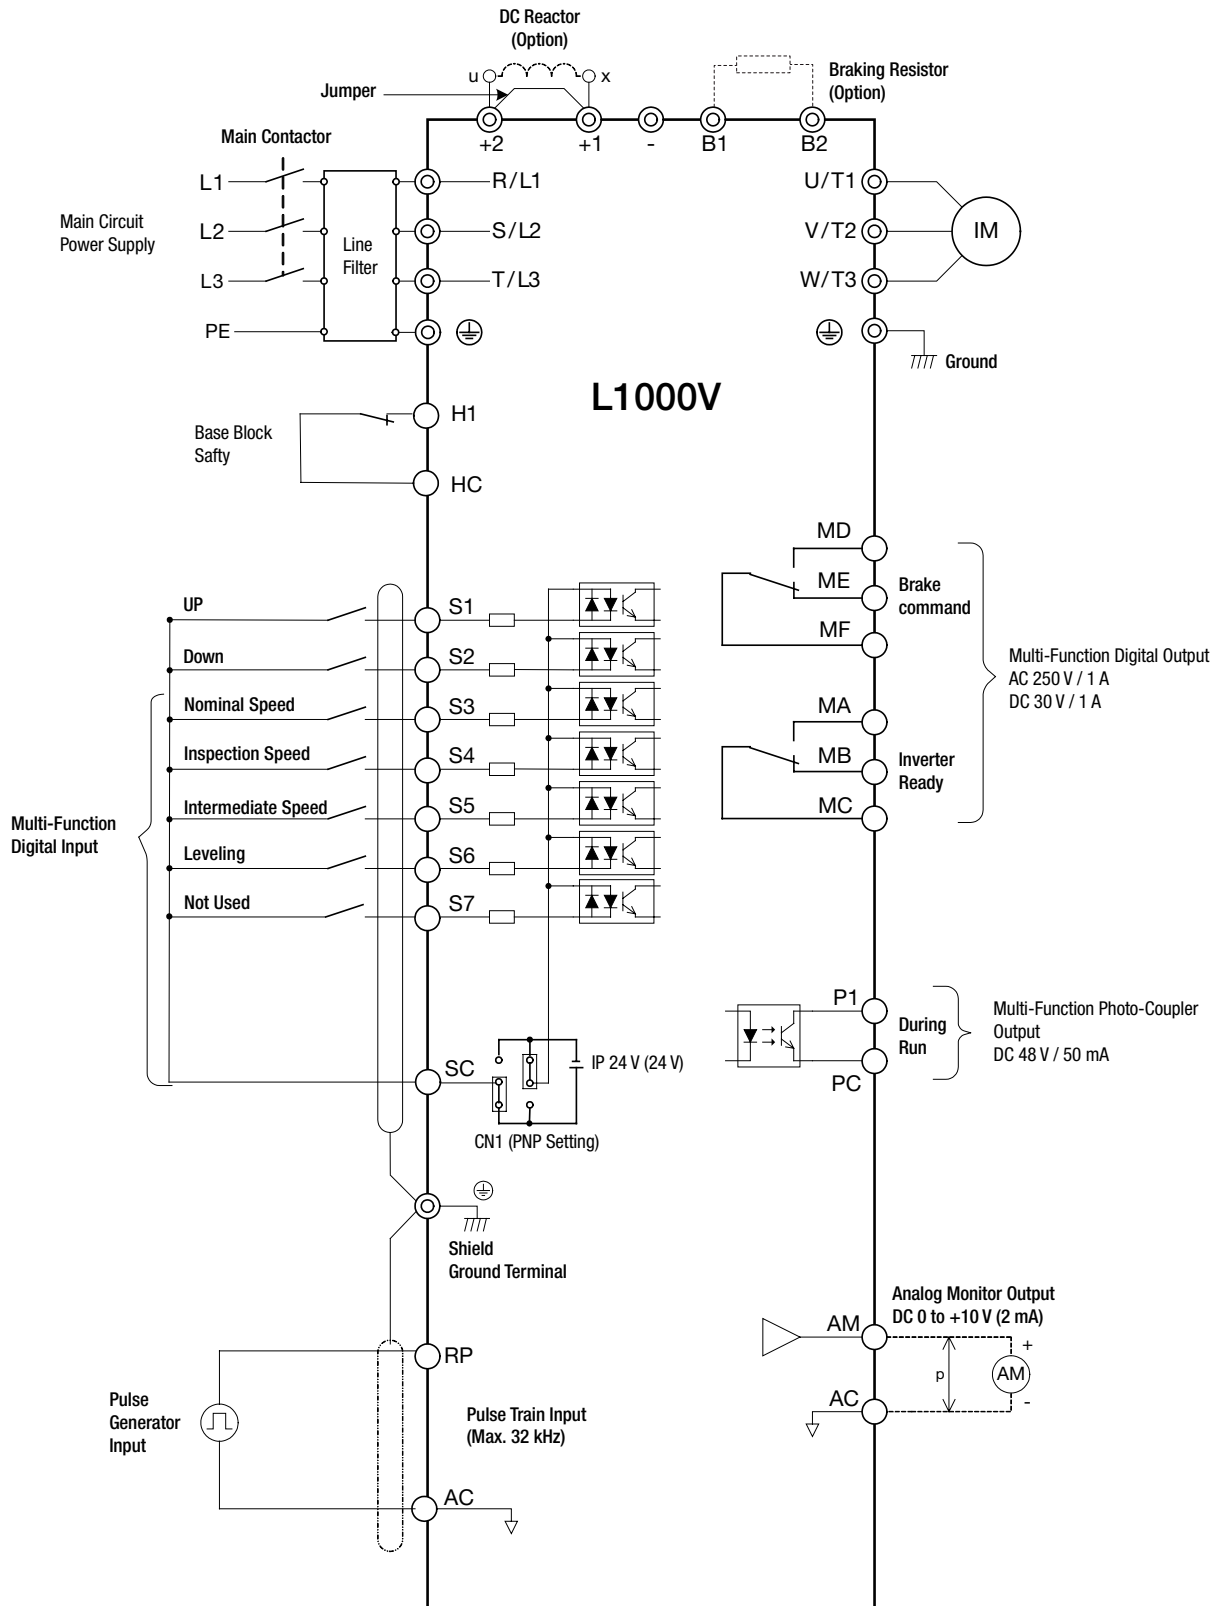 DC Reactor
(Option)
u
x
Jumper
Braking Resistor
(Option)
+2
+1
-
B1
B2
Main Contactor
L1
R/L1
U/T1
Main Circuit
Power Supply
L2
S/L2
V/T2
IM
Line
Filter
L3
T/L3
W/T3
PE
Ground
L1000V
H1
Base Block
Safty
HC
MD
ME
MF
Brake
command
UP
S1
Down
S2
Nominal Speed
S3
Inspection Speed
S4
Intermediate Speed
S5
Leveling
S6
Not Used
S7
Multi-Function
Digital Input
Multi-Function Digital Output
AC 250 V / 1 A
DC 30 V / 1 A
MA
MB
MC
Inverter
Ready
P1
PC
During
Run
Multi-Function Photo-Coupler
Output
DC 48 V / 50 mA
SC
IP 24 V (24 V)
CN1 (PNP Setting)
Shield
Ground Terminal
Analog Monitor Output
DC 0 to +10 V (2 mA)
AM
+
p
AM
-
AC
RP
Pulse
Generator
Input
Pulse Train Input
(Max. 32 kHz)
AC